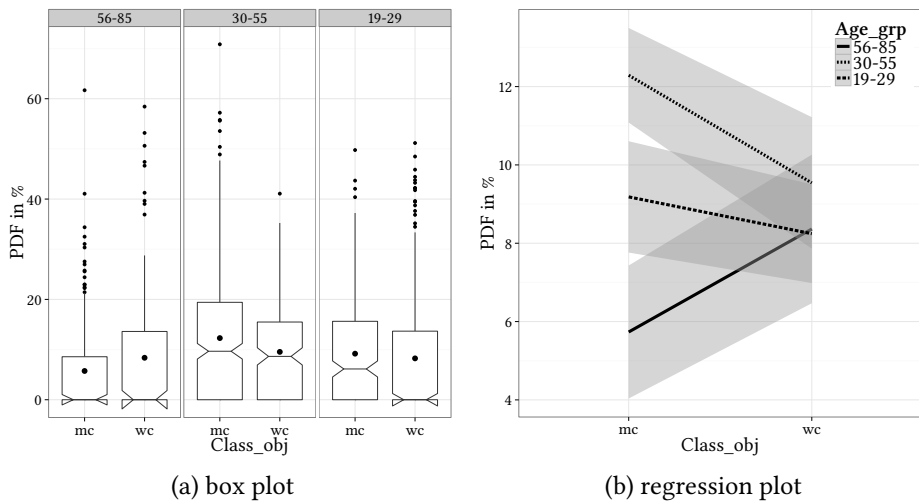 56-85 30-55 19-29
60
40
20
0
PDF in %
mc wc mc wc mc wc
Class_obj
(a) box plot
Age_grp
56-85
30-55
19-29
12
10
8
6
4
PDF in %
mc wc
Class_obj
(b) regression plot